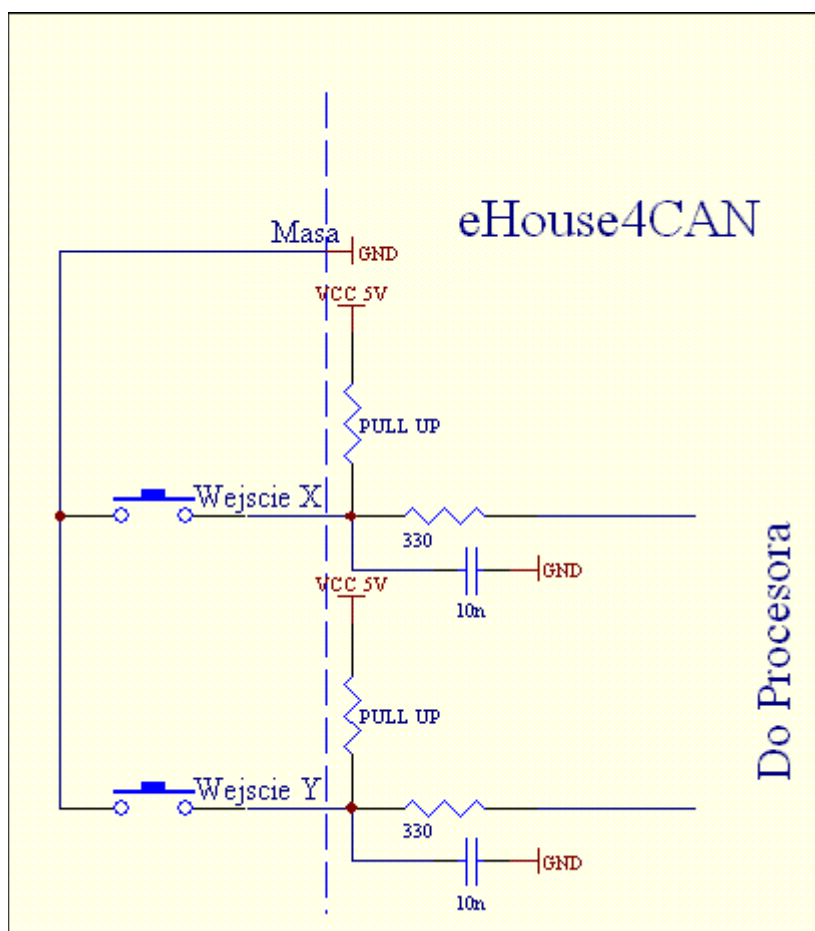 eHouse4CAN
Masa
GND
VCC 5V
PULL UP
Wejscie X
330
GND
10n
VCC 5V
PULL UP
Wejscie Y
330
GND
10n
Do Procesora